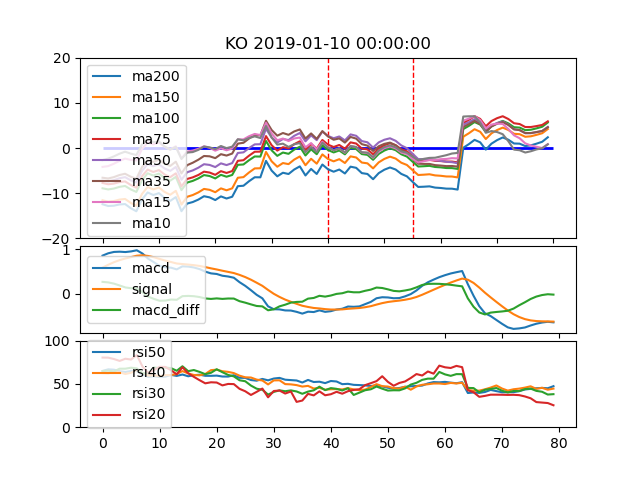 KO 2019-01-10 00:00:00
20
10
0
−10
−20
ma200
ma150
ma100
ma75
ma50
ma35
ma15
ma10
1
0
macd
signal
macd_diff
100
50
0
rsi50
rsi40
rsi30
rsi20
0 10 20 30 40 50 60 70 80